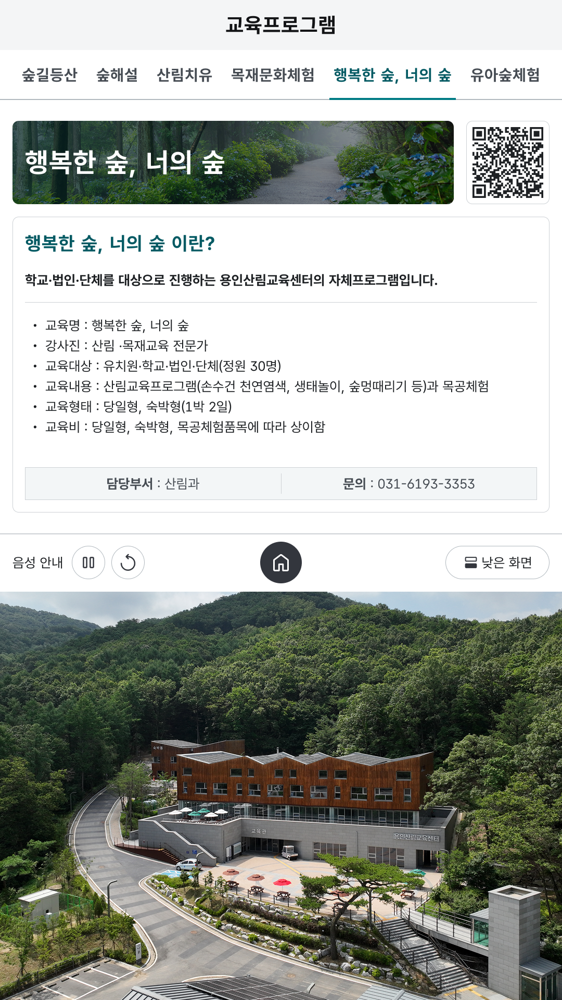 교육프로그램
숲길등산 숲해설 산림치유 목재문화체험 행복한 숲, 너의 숲 유아숲체험
행복한 숲, 너의 숲
행복한 숲, 너의 숲 이란?
학교·법인·단체를 대상으로 진행하는 용인산림교육센터의 자체프로그램입니다.
• 교육명 : 행복한 숲, 너의 숲
• 강사진 : 산림 ·목재교육 전문가
• 교육대상 : 유치원·학교·법인·단체(정원 30명)
• 교육내용 : 산림교육프로그램(손수건 천연염색, 생태놀이, 숲멍때리기 등)과 목공체험
• 교육형태 : 당일형, 숙박형(1박 2일)
• 교육비 : 당일형, 숙박형, 목공체험품목에 따라 상이함
담당부서 : 산림과 문의 : 031-6193-3353
음성 안내 낮은 화면
숙박동
교육관
용인산림교육센터